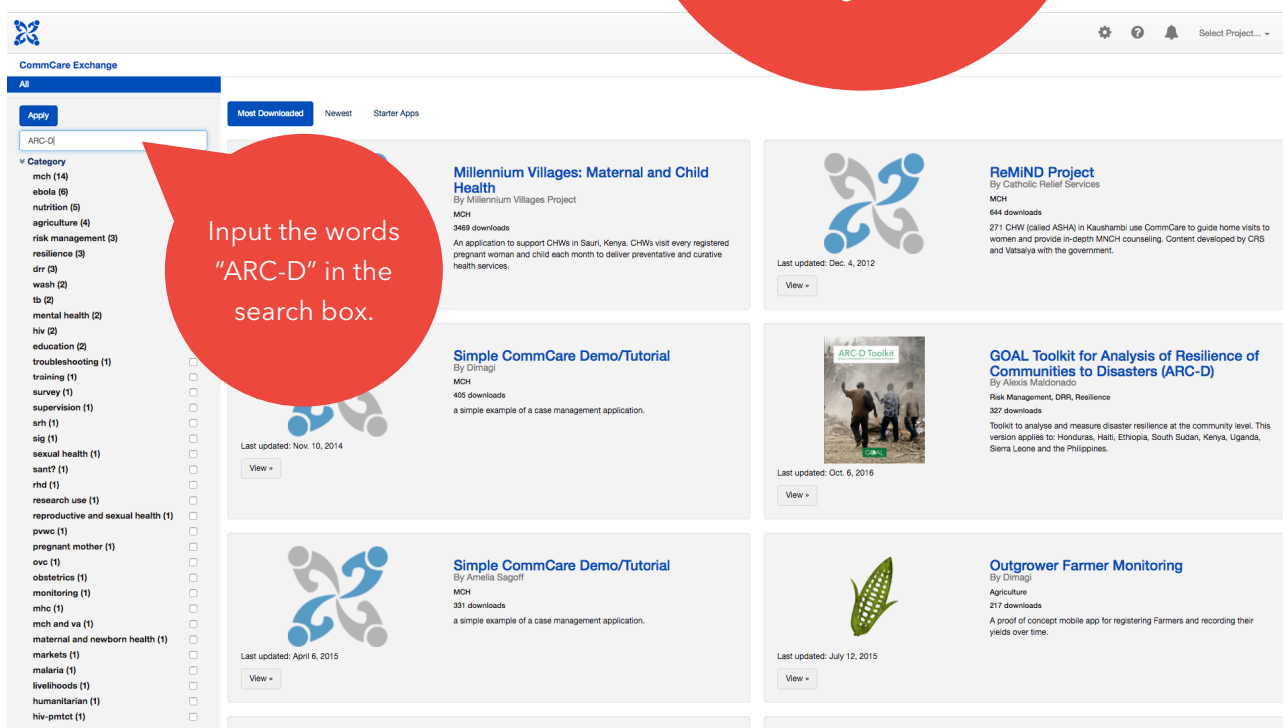 Select Project...
CommCare Exchange
All
Apply
ARC-D
Category
mch (14)
ebola (6)
nutrition (5)
agriculture (4)
risk management (3)
resilience (3)
drr (3)
wash (2)
tb (2)
mental health (2)
hiv (2)
education (2)
troubleshooting (1)
training (1)
survey (1)
supervision (1)
srh (1)
sig (1)
sexual health (1)
sant? (1)
rhd (1)
research use (1)
reproductive and sexual health (1)
pvwc (1)
pregnant mother (1)
ovc (1)
obstetrics (1)
monitoring (1)
mhc (1)
mch and va (1)
maternal and newborn health (1)
markets (1)
malaria (1)
livelihoods (1)
humanitarian (1)
hiv-pmtct (1)
Input the words
"ARC-D" in the
search box.
Most Downloaded Newest Starter Apps
Millennium Villages: Maternal and Child
Health
By Millennium Villages Project
MCH
3469 downloads
An application to support CHWs in Sauri, Kenya. CHWs visit every registered
pregnant woman and child each month to deliver preventative and curative
health services.
ReMiND Project
By Catholic Relief Services
MCH
644 downloads
271 CHW (called ASHA) in Kaushambi use CommCare to guide home visits to
women and provide in-depth MNCH counseling. Content developed by CRS
and Vatsalya with the government.
Last updated: Dec. 4, 2012
View »
Simple CommCare Demo/Tutorial
By Dimagi
MCH
405 downloads
a simple example of a case management application.
Last updated: Nov. 10, 2014
View »
ARC-D Toolkit
GOAL
GOAL Toolkit for Analysis of Resilience of
Communities to Disasters (ARC-D)
By Alexis Maldonado
Risk Management, DRR, Resilience
327 downloads
Toolkit to analyse and measure disaster resilience at the community level. This
version applies to: Honduras, Haiti, Ethiopia, South Sudan, Kenya, Uganda,
Sierra Leone and the Philippines.
Last updated: Oct. 6, 2016
View »
Simple CommCare Demo/Tutorial
By Amelia Sagoff
MCH
331 downloads
a simple example of a case management application.
Last updated: April 6, 2015
View »
Outgrower Farmer Monitoring
By Dimagi
Agriculture
217 downloads
A proof of concept mobile app for registering Farmers and recording their
yields over time.
Last updated: July 12, 2015
View »